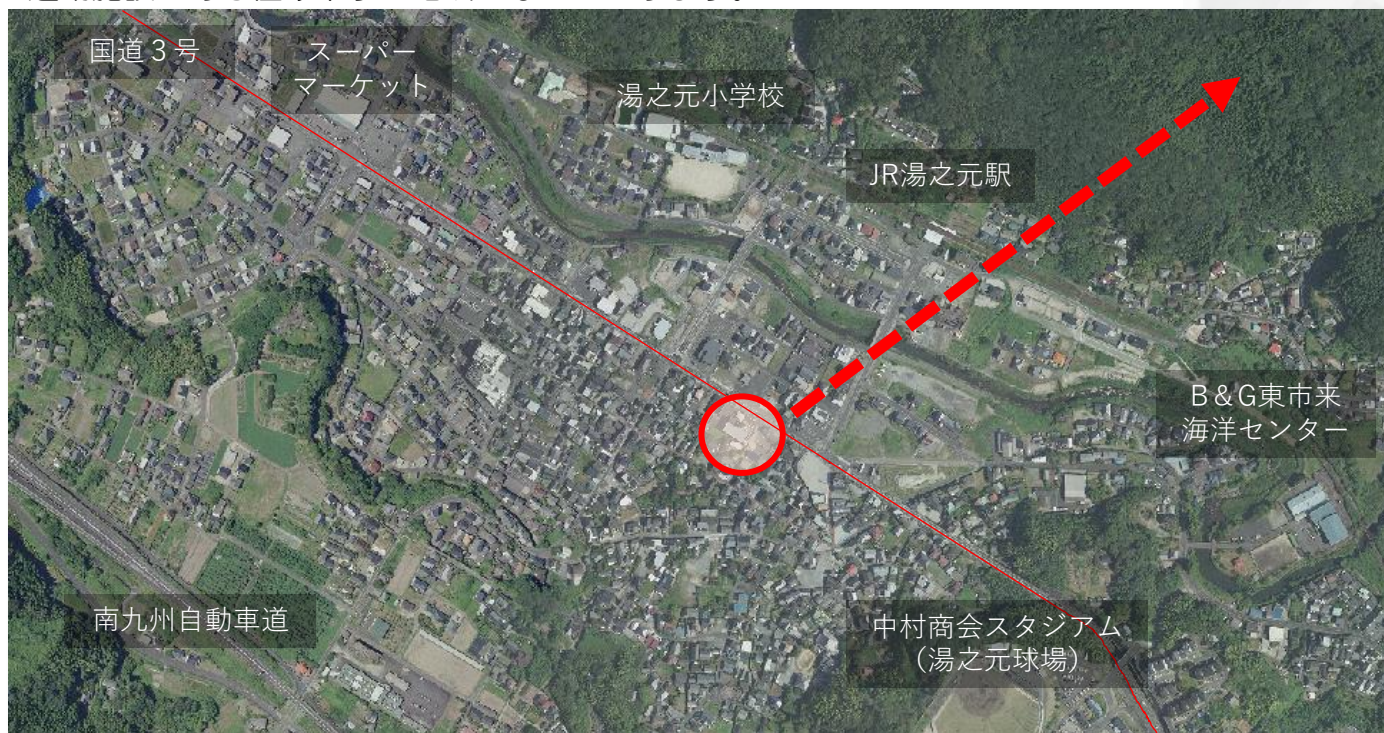 国道３号
スーパー
マーケット
湯之元小学校
JR湯之元駅
B＆G東市来
海洋センター
南九州自動車道
中村商会スタジアム
（湯之元球場）